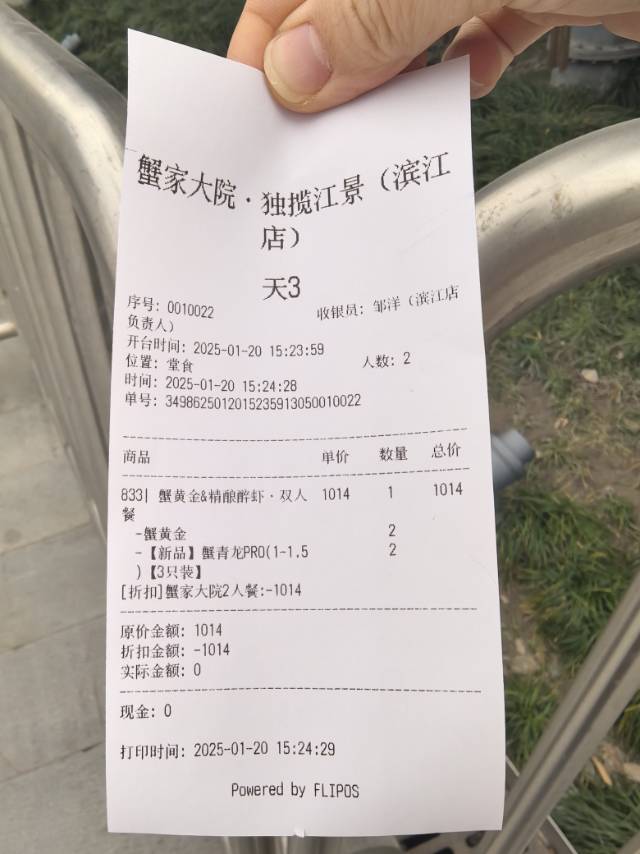 蟹家大院·独揽江景（滨江
店）
天3
序号: 0010022 收银员: 邹洋（滨江店
负责人）
开台时间: 2025-01-20 15:23:59
位置: 堂食 人数: 2
时间: 2025-01-20 15:24:28
单号: 3498625012015235913050010022
商品 单价 数量 总价
833| 蟹黄金&精酿醉虾·双人 1014 1 1014
餐
-蟹黄金 2
-【新品】蟹青龙PRO(1-1.5 2
)【3只装】
[折扣]蟹家大院2人餐:-1014
原价金额: 1014
折扣金额: -1014
实际金额: 0
现金: 0
打印时间: 2025-01-20 15:24:29
Powered by FLIPOS